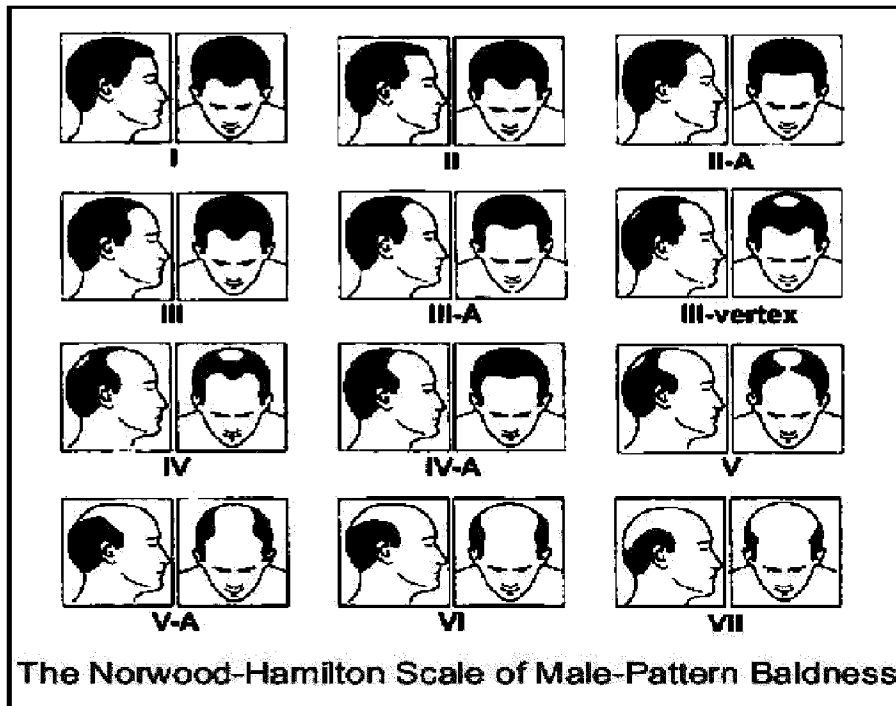 I II II-A
III III-A III-vertex
IV IV-A V
V-A VI VII
The Norwood-Hamilton Scale of Male-Pattern Baldness